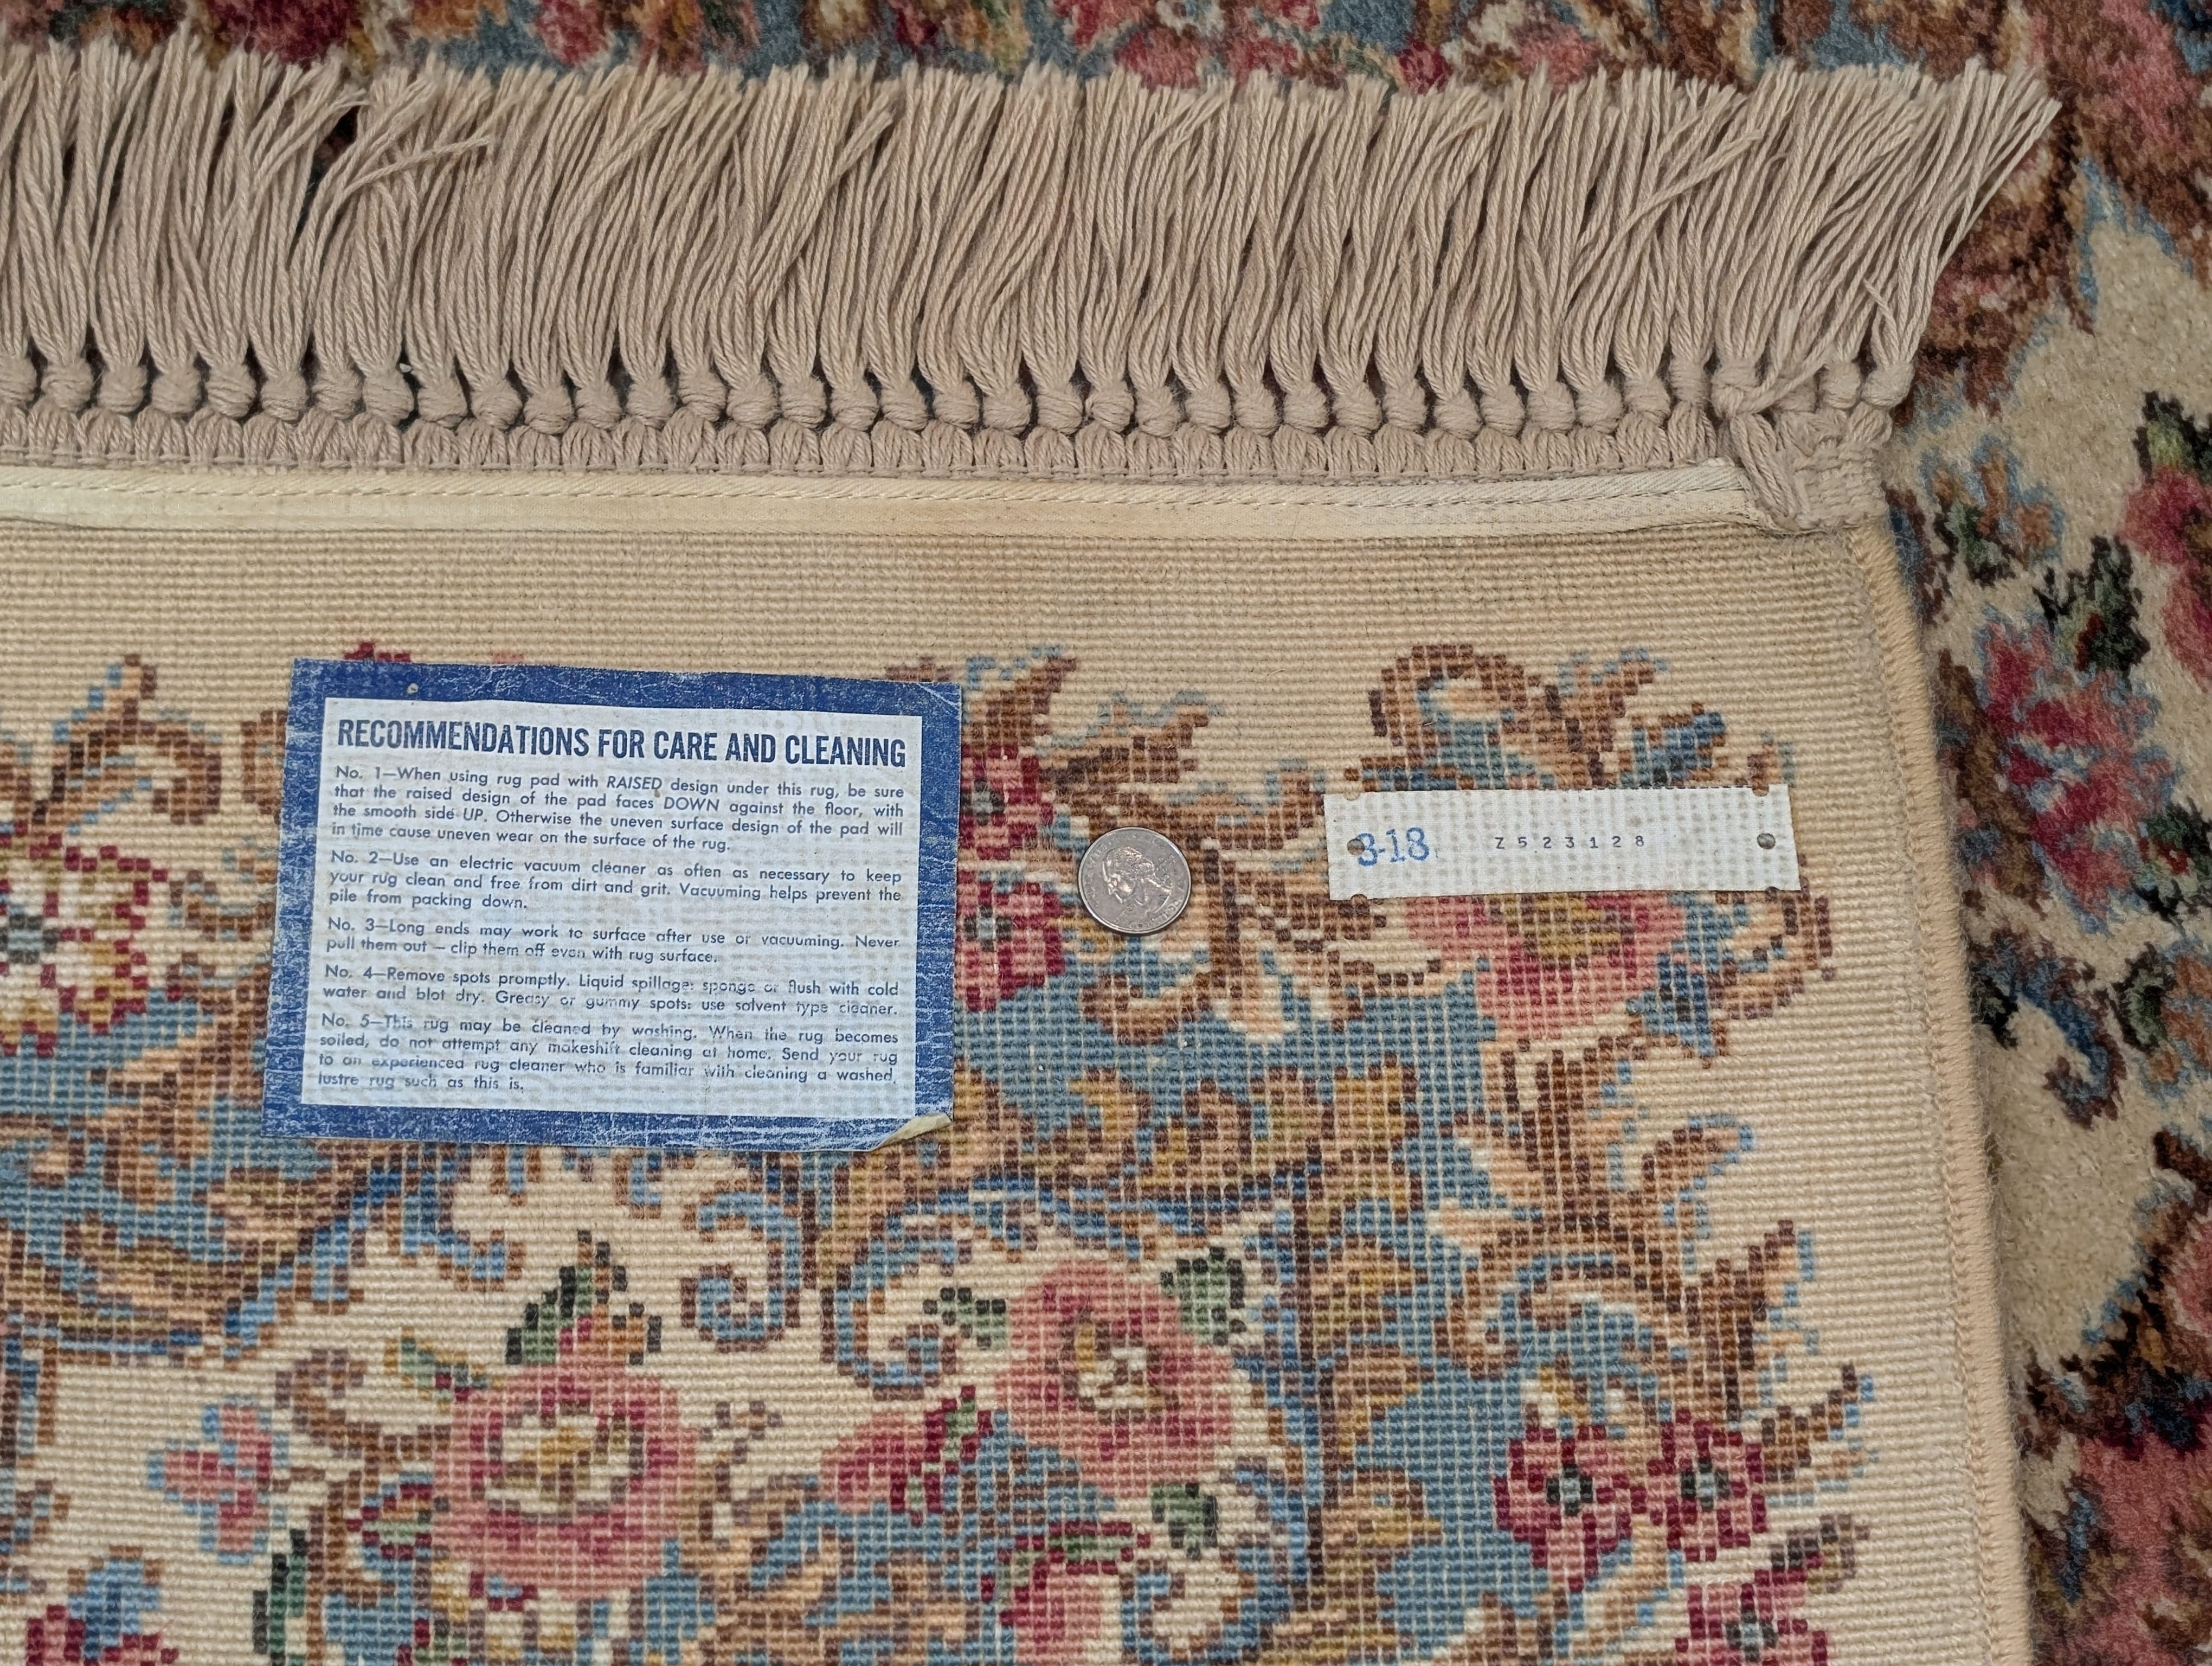 RECOMMENDATIONS FOR CARE AND CLEANING
No. 1—When using rug pad with RAISED design under this rug, be sure
that the raised design of the pad faces DOWN against the floor, with
the smooth side UP. Otherwise the uneven surface design of the pad will
in time cause uneven wear on the surface of the rug.
No. 2—Use an electric vacuum cleaner as often as necessary to keep
your rug clean and free from dirt and grit. Vacuuming helps prevent the
pile from packing down.
No. 3—Long ends may work to surface after use or vacuuming. Never
pull them out — clip them off even with rug surface.
No. 4—Remove spots promptly. Liquid spillage: sponge or flush with cold
water and blot dry. Greasy or gummy spots: use solvent type cleaner.
No. 5—This rug may be cleaned by washing. When the rug becomes
soiled, do not attempt any makeshift cleaning at home. Send your rug
to an experienced rug cleaner who is familiar with cleaning a washed,
lustre rug such as this is.
3-18 Z523128